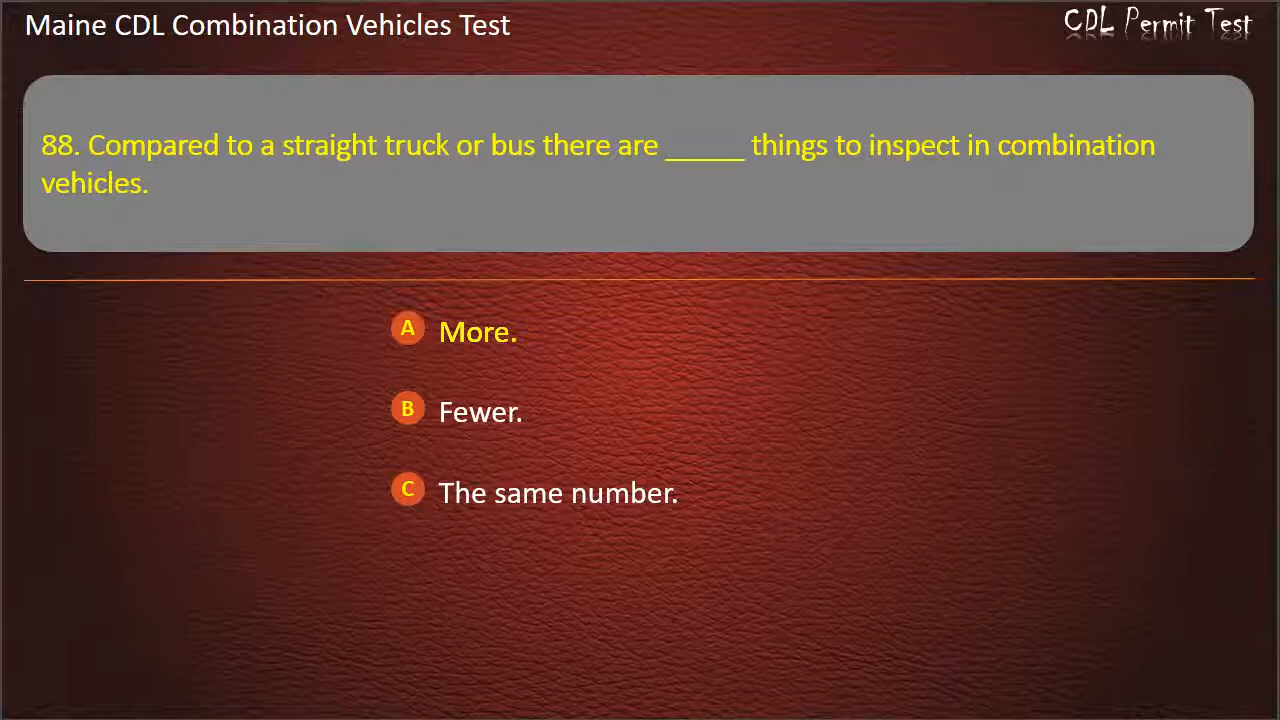 Maine CDL Combination Vehicles Test
CDL Permit Test
88. Compared to a straight truck or bus there are _____ things to inspect in combination
vehicles.
A More.
B Fewer.
C The same number.